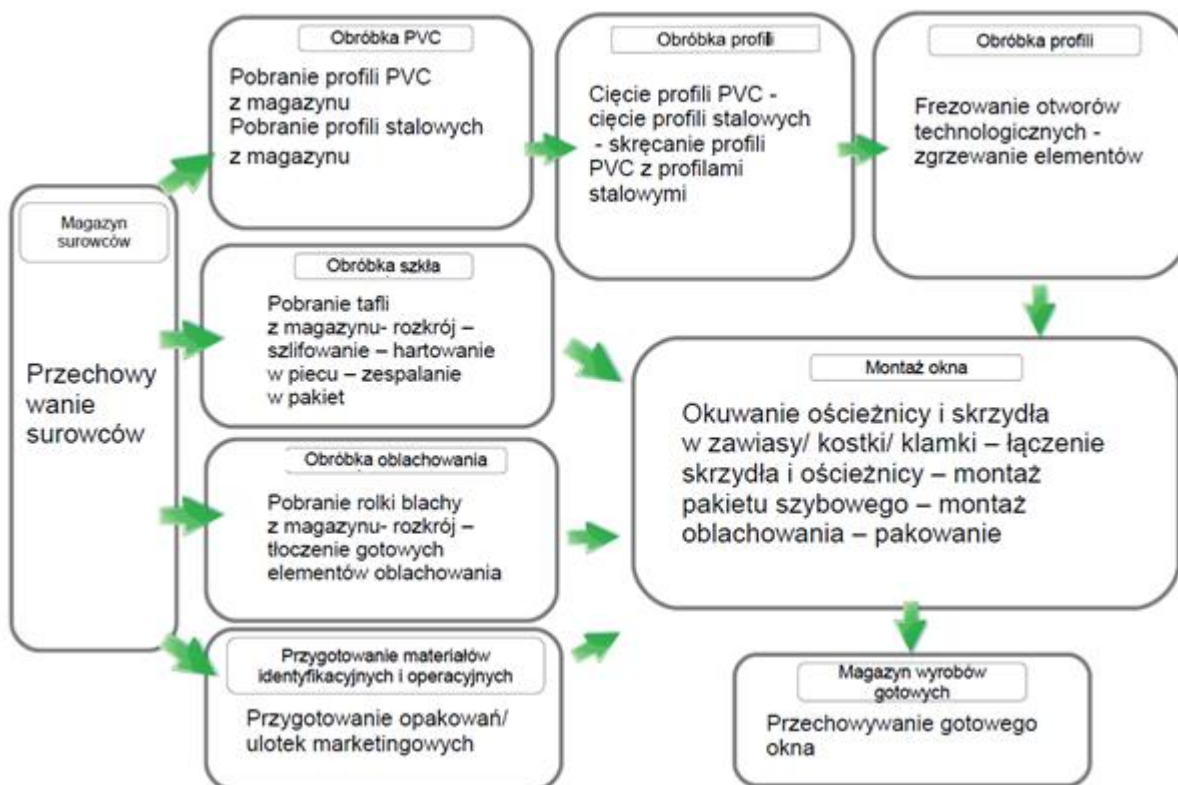 Magazyn
surowców
Przechowy
wanie
surowców
Obróbka PVC
Pobranie profili PVC
z magazynu
Pobranie profili stalowych
z magazynu
Obróbka profili
Cięcie profili PVC -
cięcie profili stalowych
- skręcanie profili
PVC z profilami
stalowymi
Obróbka profili
Frezowanie otworów
technologicznych -
zgrzewanie elementów
Obróbka szkła
Pobranie tafli
z magazynu- rozkrój –
szlifowanie – hartowanie
w piecu – zespalanie
w pakiet
Obróbka oblachowania
Pobranie rolki blachy
z magazynu- rozkrój –
tłoczenie gotowych
elementów oblachowania
Przygotowanie materiałów
identyfikacyjnych i operacyjnych
Przygotowanie opakowań/
ulotek marketingowych
Montaż okna
Okuwanie ościeżnicy i skrzydła
w zawiasy/ kostki/ klamki – łączenie
skrzydła i ościeżnicy – montaż
pakietu szybowego – montaż
oblachowania – pakowanie
Magazyn wyrobów
gotowych
Przechowywanie gotowego
okna